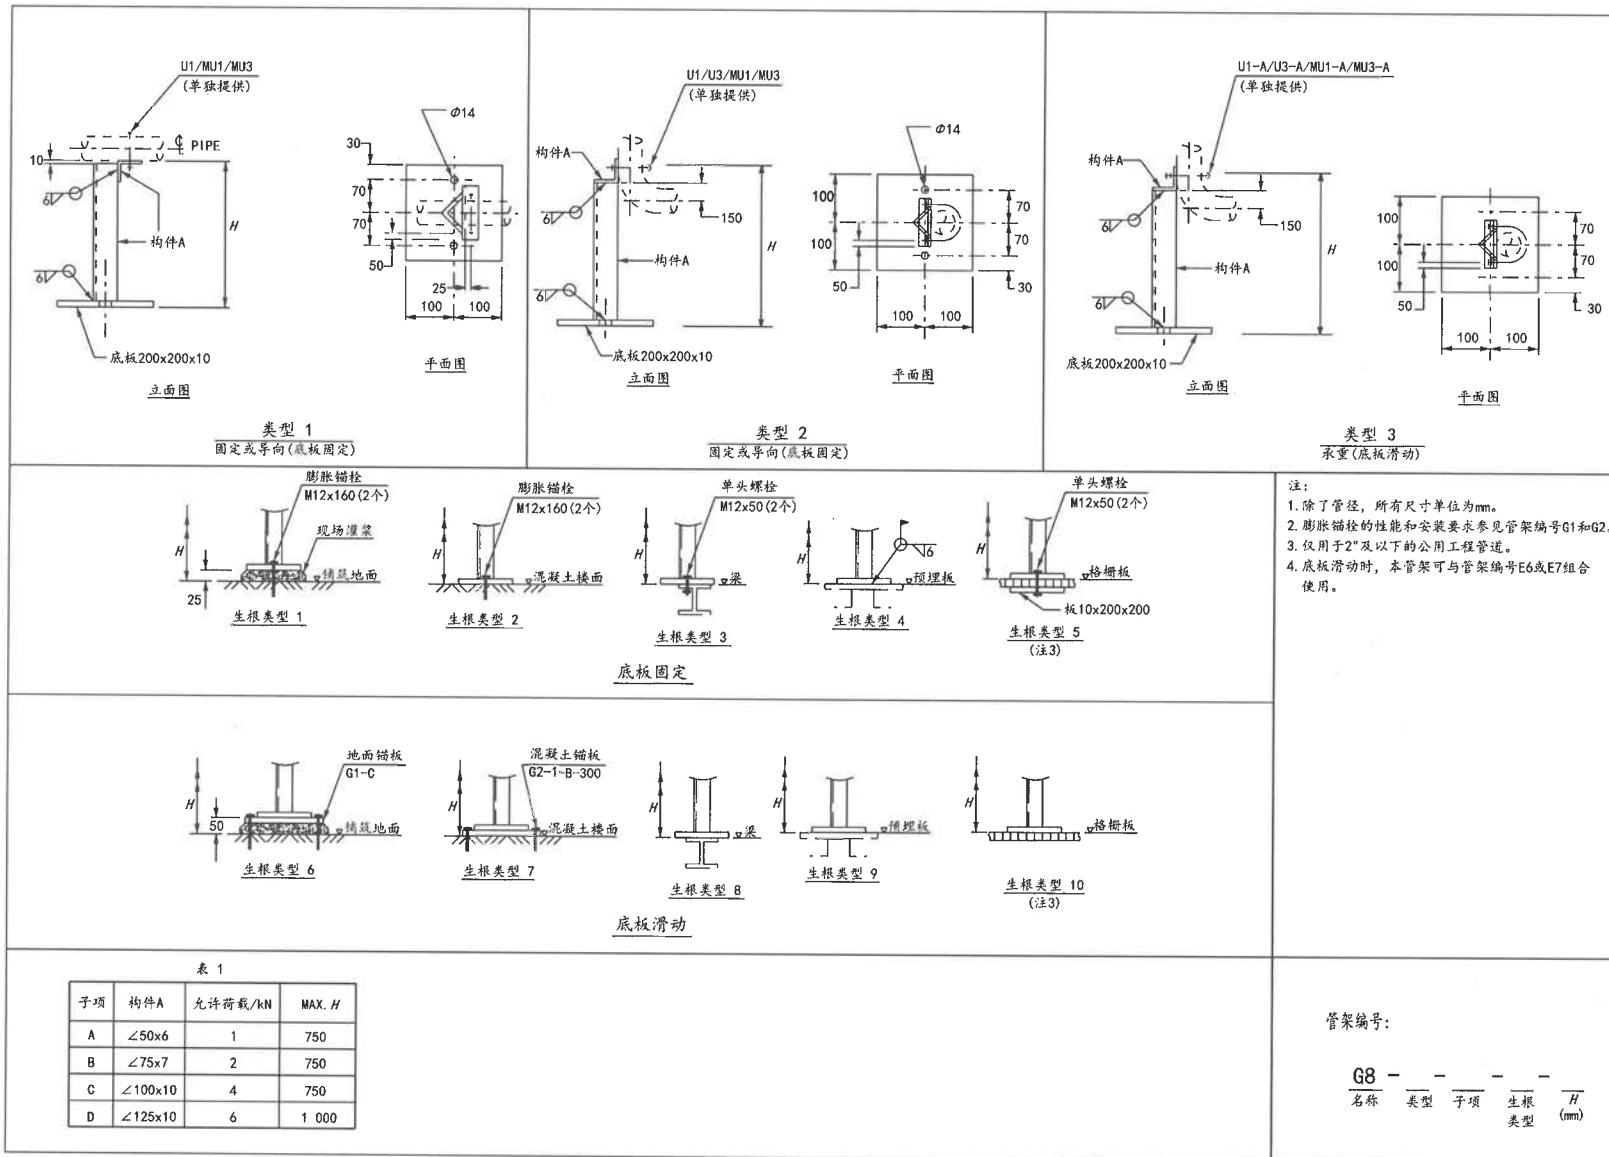 U1/MU1/MU3
(单独提供)
℄ PIPE
10
6
构件A
H
6
底板200x200x10
立面图
Φ14
30
70
70
50
25
100
100
平面图
类型 1
固定或导向(底板固定)
U1/U3/MU1/MU3
(单独提供)
构件A
6
150
H
构件A
6
底板200x200x10
立面图
Φ14
100
100
70
70
50
30
100
100
平面图
类型 2
固定或导向(底板固定)
U1-A/U3-A/MU1-A/MU3-A
(单独提供)
构件A
6
150
H
构件A
6
底板200x200x10
立面图
100
100
70
70
50
30
100
100
平面图
类型 3
承重(底板滑动)
膨胀锚栓
M12x160(2个)
现场灌浆
H
铺筑地面
25
生根类型 1
膨胀锚栓
M12x160(2个)
H
混凝土楼面
生根类型 2
单头螺栓
M12x50(2个)
H
梁
生根类型 3
6
H
预埋板
生根类型 4
单头螺栓
M12x50(2个)
H
格栅板
板10x200x200
生根类型 5
(注3)
底板固定
注:
1. 除了管径，所有尺寸单位为mm。
2. 膨胀锚栓的性能和安装要求参见管架编号G1和G2。
3. 仅用于2"及以下的公用工程管道。
4. 底板滑动时，本管架可与管架编号E6或E7组合
使用。
地面锚板
G1-C
H
50
铺筑地面
生根类型 6
混凝土锚板
G2-1-B-300
H
混凝土楼面
生根类型 7
H
梁
生根类型 8
H
预埋板
生根类型 9
H
格栅板
生根类型 10
(注3)
底板滑动
表 1
子项 构件A 允许荷载/kN MAX. H
A ∠50x6 1 750
B ∠75x7 2 750
C ∠100x10 4 750
D ∠125x10 6 1 000
管架编号:
G8 - - - -
名称 类型 子项 生根 H
类型 (mm)